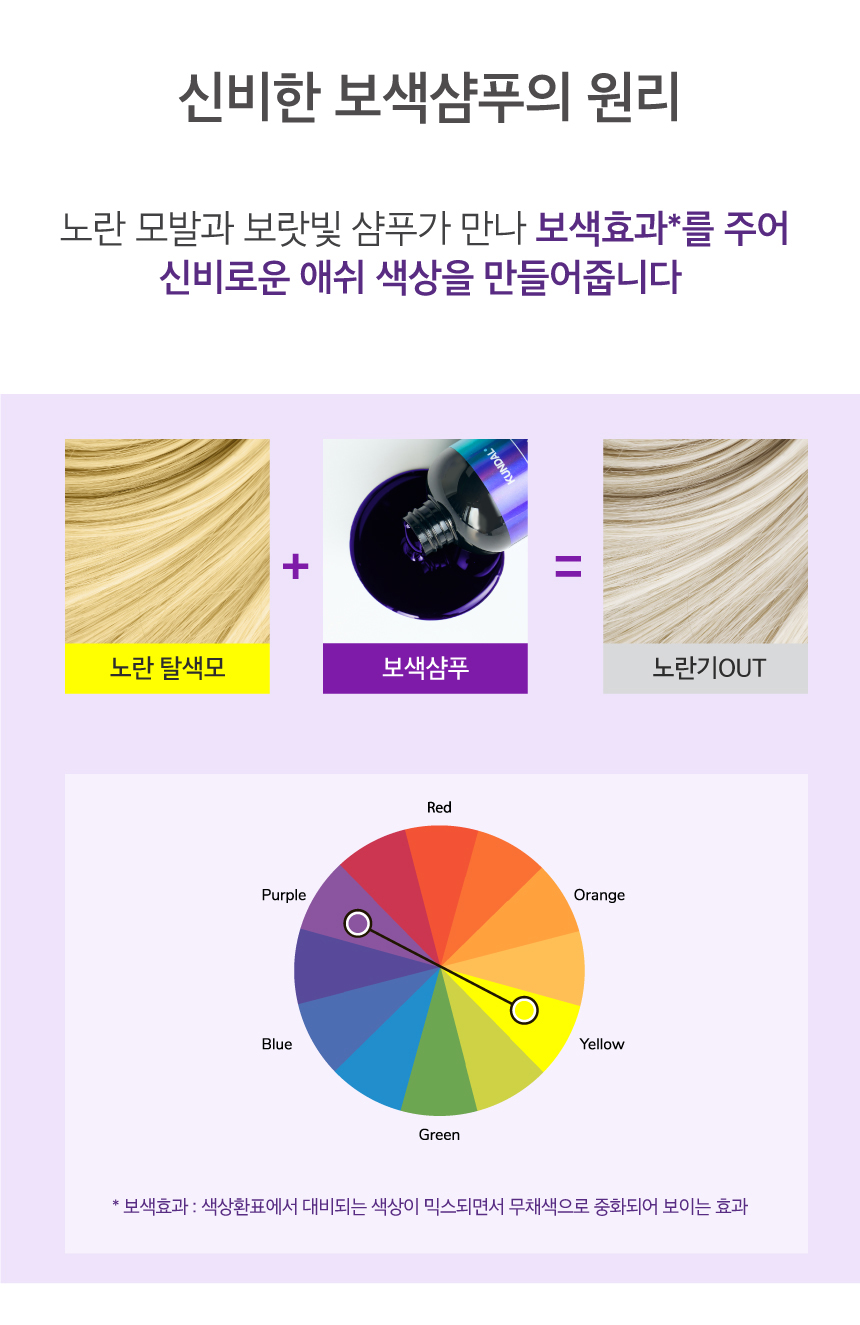 신비한 보색샴푸의 원리
노란 모발과 보랏빛 샴푸가 만나 보색효과*를 주어
신비로운 애쉬 색상을 만들어줍니다
KUNDAL
+
=
노란 탈색모
보색샴푸
노란기OUT
Red
Purple
Orange
Blue
Yellow
Green
* 보색효과 : 색상환표에서 대비되는 색상이 믹스되면서 무채색으로 중화되어 보이는 효과